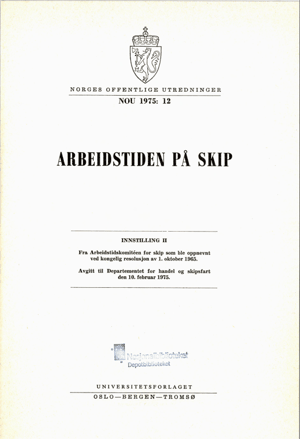 NORGES OFFENTLIGE UTREDNINGER
NOU 1975: 12
ARBEIDSTIDEN PÅ SKIP
INNSTILLING II
Fra Arbeidstidskomitéen for skip som ble oppnevnt
ved kongelig resolusjon av 1. oktober 1965.
Avgitt til Departementet for handel og skipsfart
den 10. februar 1975.
Nasjonalbiblioteket
Depotbiblioteket
UNIVERSITETSFORLAGET
OSLO—BERGEN—TROMSØ